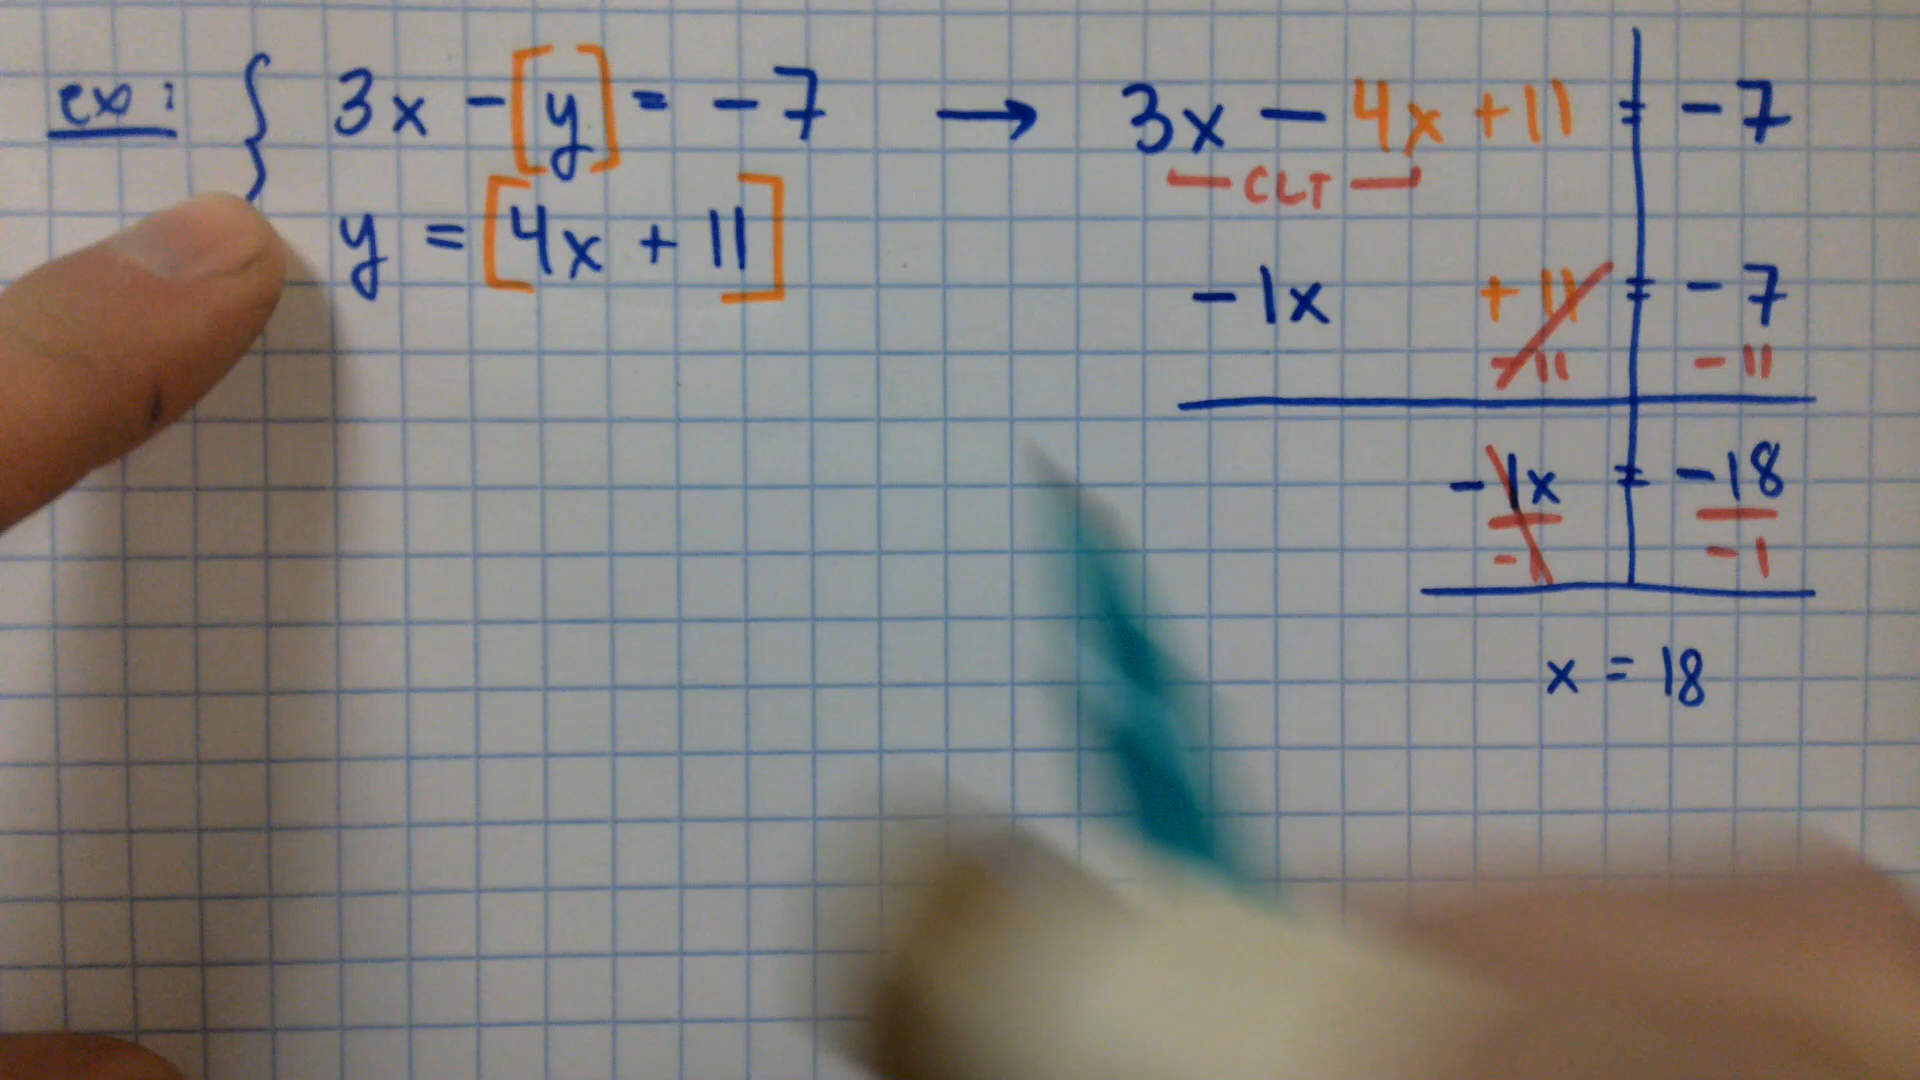 ex: { 3x - [y] = -7 → 3x - 4x + 11 = -7
CLT
y = [4x + 11]
-1x + 11 = -7
-11 -11
-1x = -18
-1 -1
x = 18